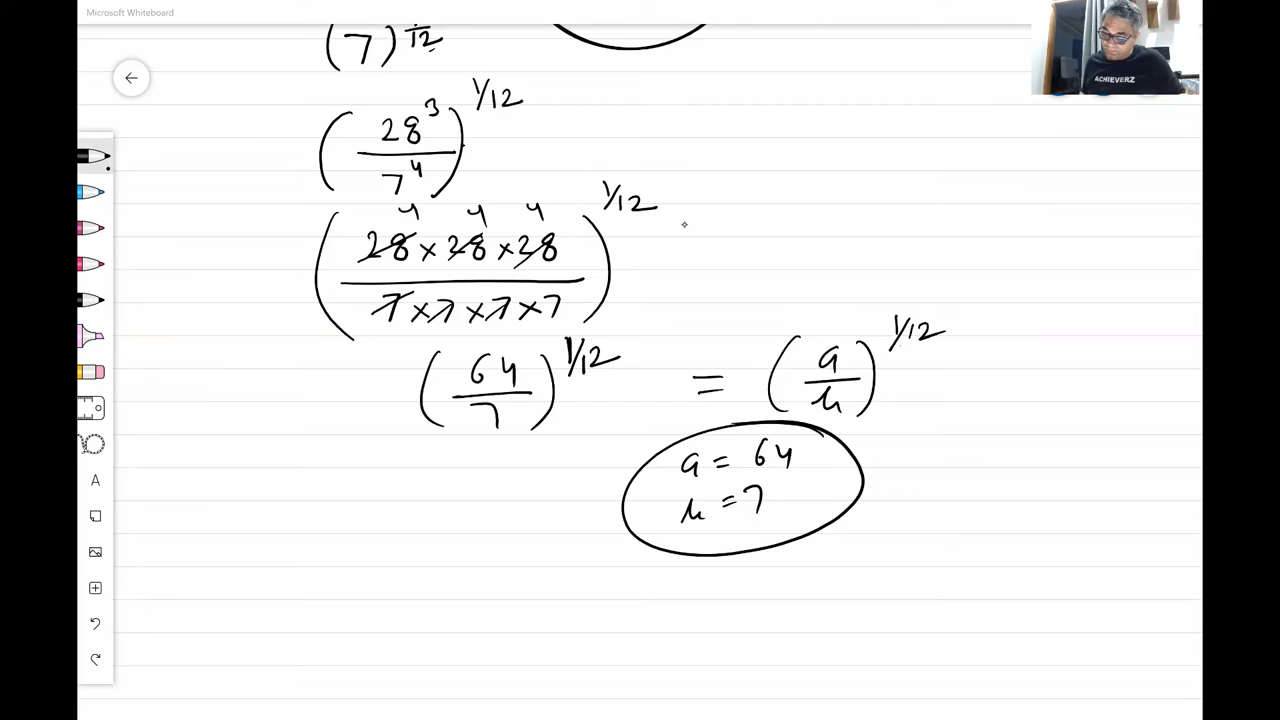 Microsoft Whiteboard
ACHIEVERZ
(7)^12
(28^3/7^4)^1/12
4 4 4
(28 × 28 × 28/7 × 7 × 7 × 7)^1/12
(64/7)^1/12 = (a/u)^1/12
a = 64
u = 7
A